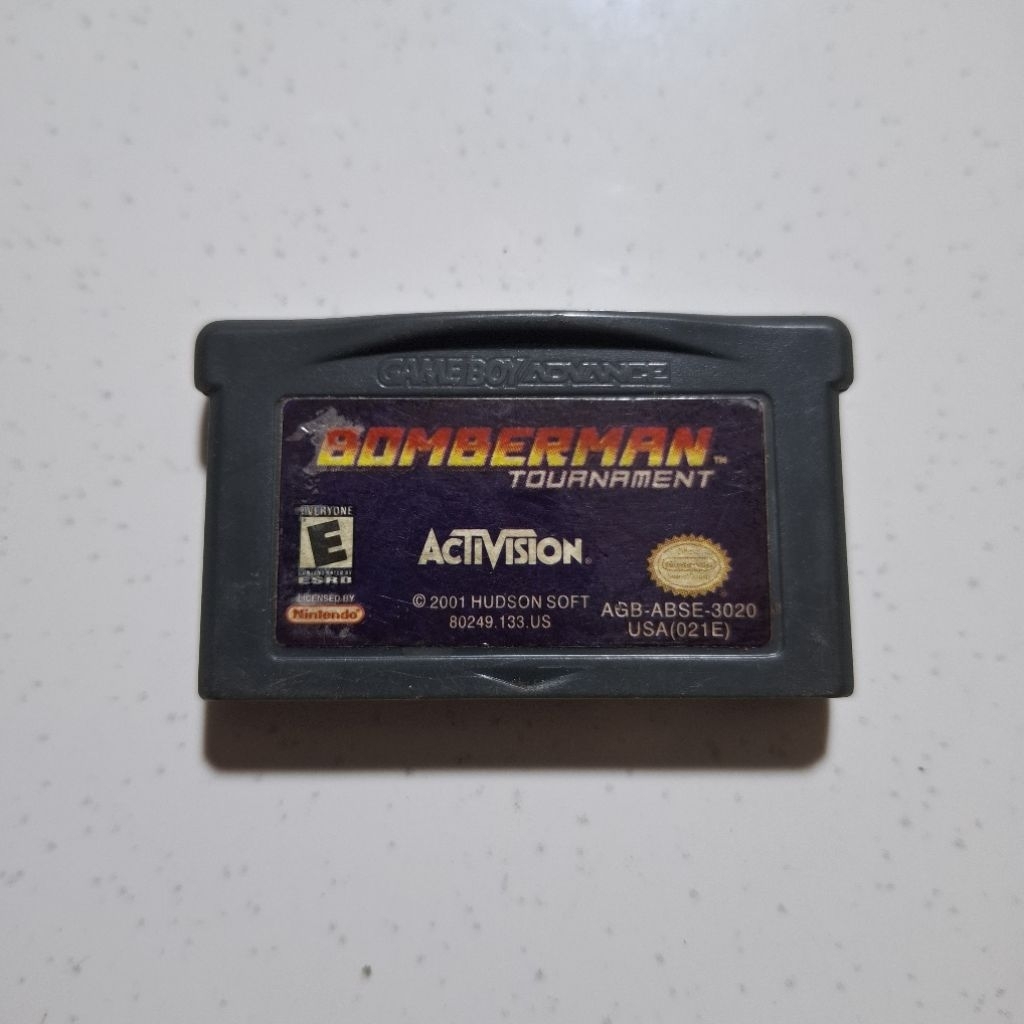 GAME BOY ADVANCE
BOMBERMAN™
TOURNAMENT
EVERYONE
E
ESRB
ACTIVISION®
LICENSED BY
Nintendo®
© 2001 HUDSON SOFT
80249.133.US
AGB-ABSE-3020
USA(021E)